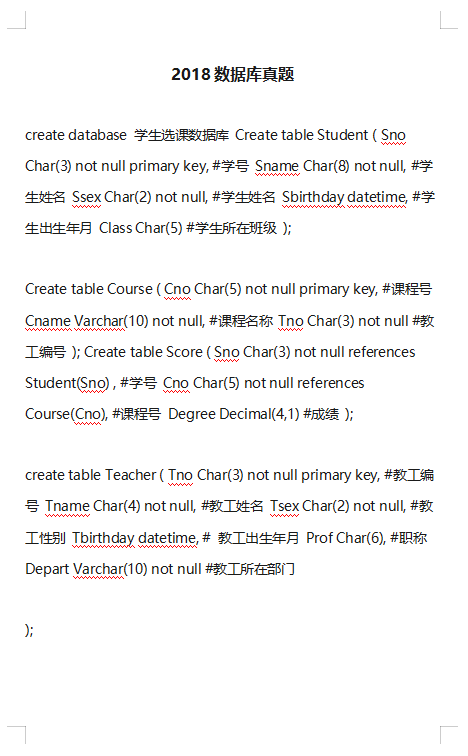 2018 数据库真题
create database 学生选课数据库 Create table Student ( Sno
Char(3) not null primary key, #学号 Sname Char(8) not null, #学
生姓名 Ssex Char(2) not null, #学生姓名 Sbirthday datetime, #学
生出生年月 Class Char(5) #学生所在班级 );
Create table Course ( Cno Char(5) not null primary key, #课程号
Cname Varchar(10) not null, #课程名称 Tno Char(3) not null #教
工编号 ); Create table Score ( Sno Char(3) not null references
Student(Sno) , #学号 Cno Char(5) not null references
Course(Cno), #课程号 Degree Decimal(4,1) #成绩 );
create table Teacher ( Tno Char(3) not null primary key, #教工编
号 Tname Char(4) not null, #教工姓名 Tsex Char(2) not null, #教
工性别 Tbirthday datetime, # 教工出生年月 Prof Char(6), #职称
Depart Varchar(10) not null #教工所在部门
);